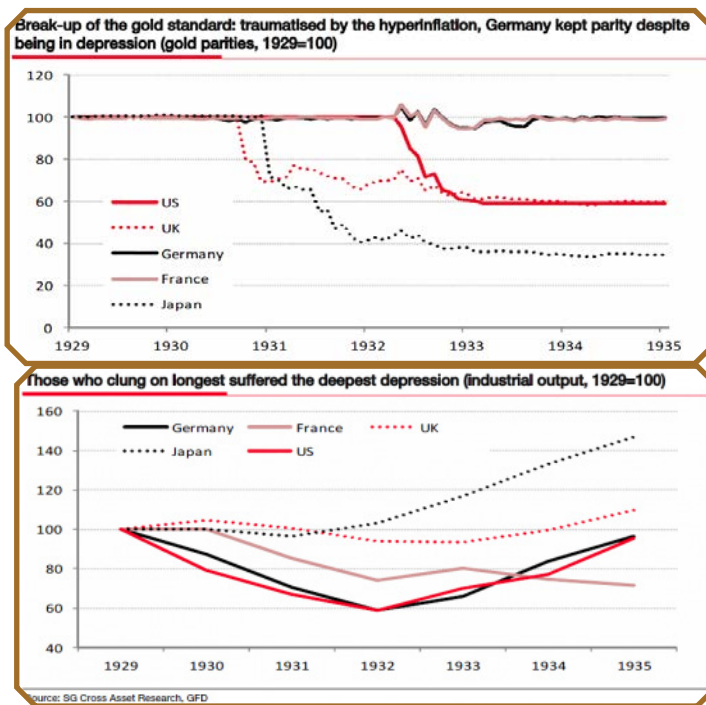 Break-up of the gold standard: traumatised by the hyperinflation, Germany kept parity despite
being in depression (gold parities, 1929=100)
120
100
80
60
40
20
0
US
UK
Germany
France
Japan
1929 1930 1931 1932 1933 1934 1935
Those who clung on longest suffered the deepest depression (industrial output, 1929=100)
160
140
120
100
80
60
40
Germany France UK
Japan US
1929 1930 1931 1932 1933 1934 1935
Source: SG Cross Asset Research, GFD